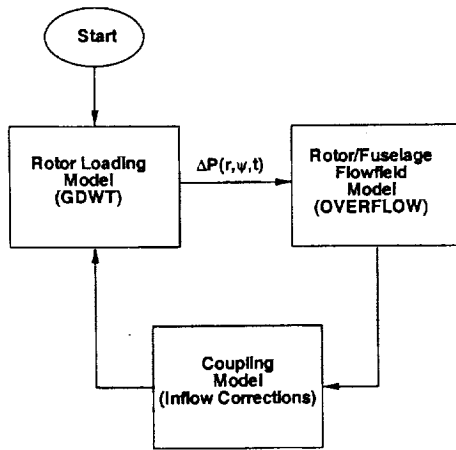 Start
Rotor Loading
Model
(GDWT)
ΔP(r,ψ,t)
Rotor/Fuselage
Flowfield
Model
(OVERFLOW)
Coupling
Model
(Inflow Corrections)